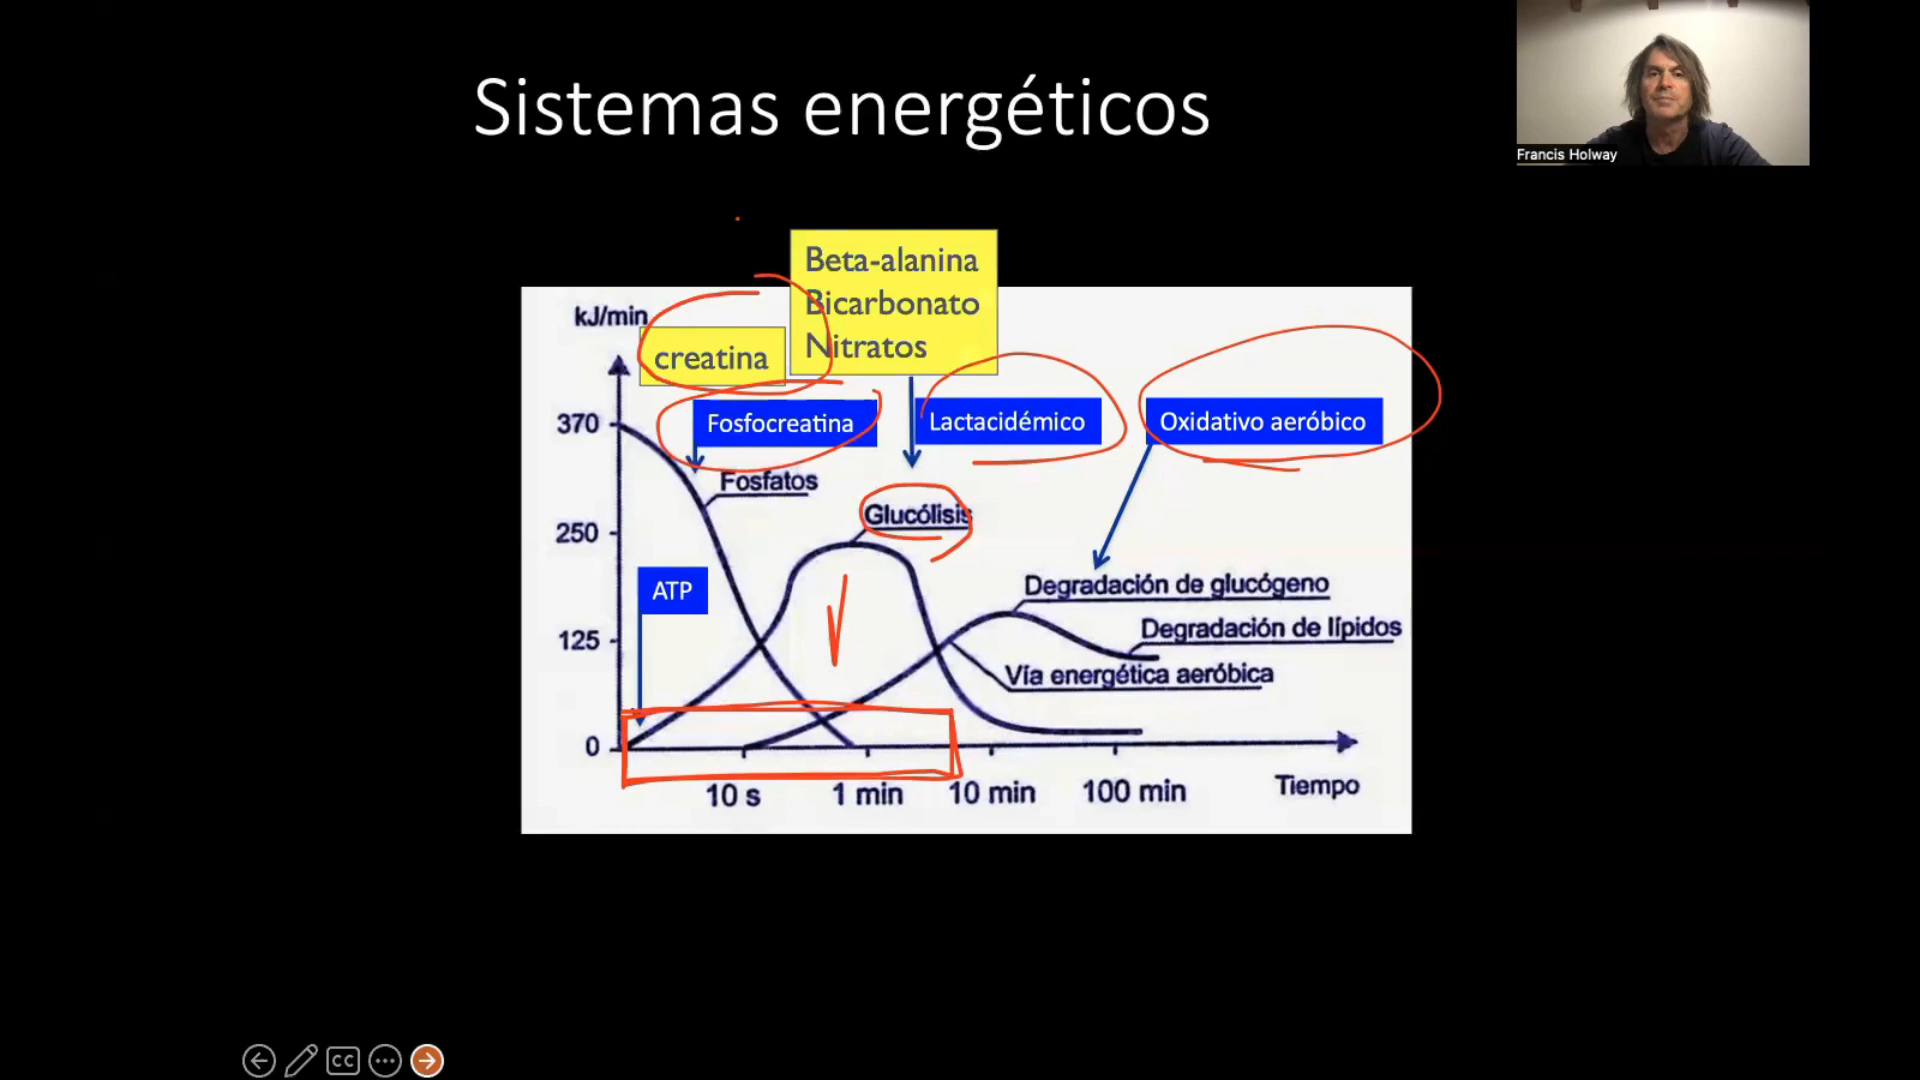 Sistemas energéticos
Francis Holway
Beta-alanina
Bicarbonato
Nitratos
kJ/min
creatina
370
Fosfocreatina
Lactacidémico
Oxidativo aeróbico
Fosfatos
Glucólisis
250
ATP
Degradación de glucógeno
125
Degradación de lípidos
Vía energética aeróbica
0
10 s
1 min
10 min
100 min
Tiempo
CC